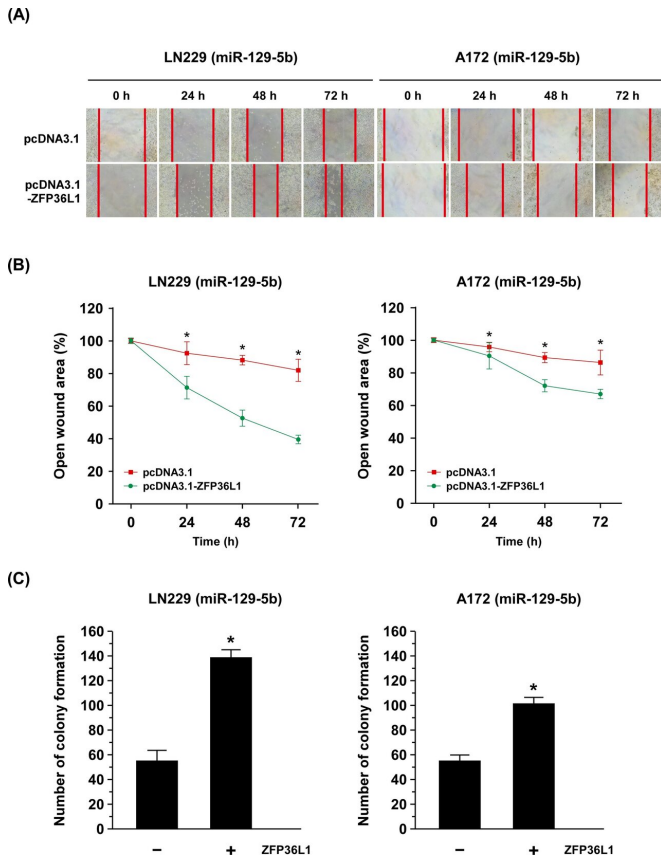 (A)
LN229 (miR-129-5b) A172 (miR-129-5b)
0 h 24 h 48 h 72 h 0 h 24 h 48 h 72 h
pcDNA3.1
pcDNA3.1
-ZFP36L1
(B)
LN229 (miR-129-5b)
Open wound area (%)
120
100
80
60
40
20
0
* * *
pcDNA3.1
pcDNA3.1-ZFP36L1
0 24 48 72
Time (h)
A172 (miR-129-5b)
Open wound area (%)
120
100
80
60
40
20
0
* * *
pcDNA3.1
pcDNA3.1-ZFP36L1
0 24 48 72
Time (h)
(C)
LN229 (miR-129-5b)
Number of colony formation
160
140
120
100
80
60
40
20
0
*
− + ZFP36L1
A172 (miR-129-5b)
Number of colony formation
160
140
120
100
80
60
40
20
0
*
− + ZFP36L1